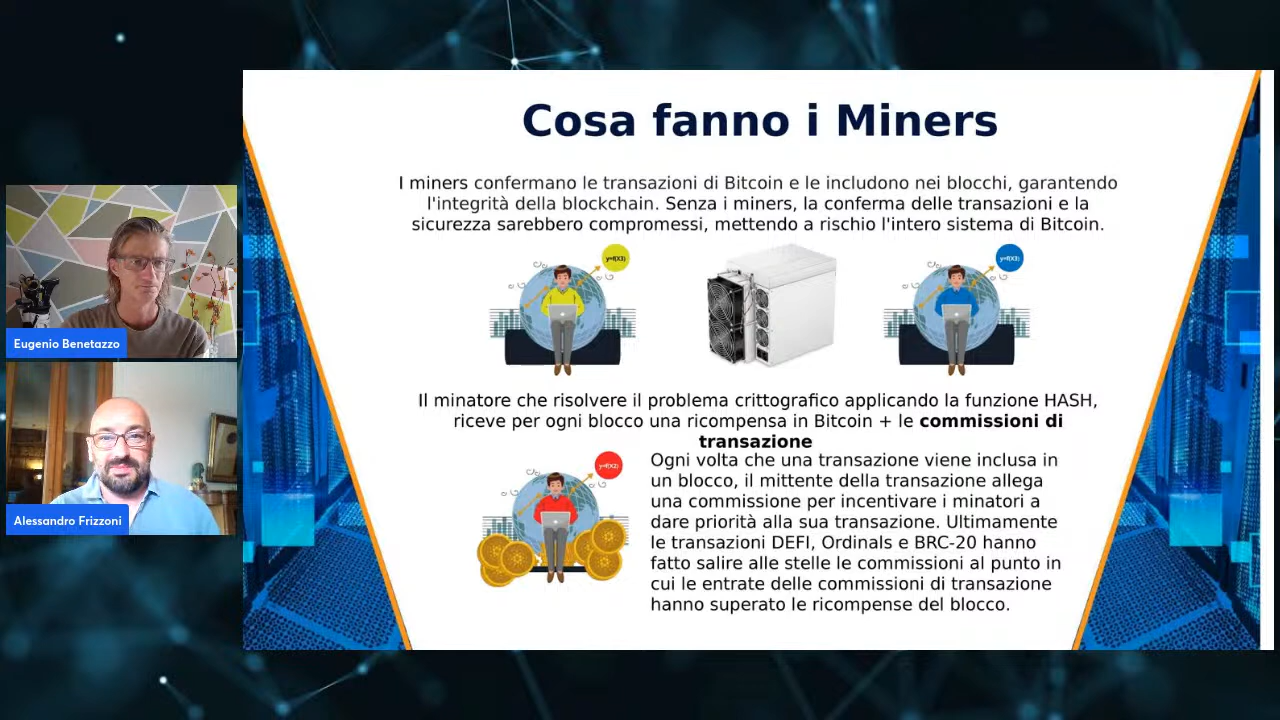 Cosa fanno i Miners
I miners confermano le transazioni di Bitcoin e le includono nei blocchi, garantendo
l'integrità della blockchain. Senza i miners, la conferma delle transazioni e la
sicurezza sarebbero compromessi, mettendo a rischio l'intero sistema di Bitcoin.
y=f(X3)
y=f(X3)
Il minatore che risolvere il problema crittografico applicando la funzione HASH,
riceve per ogni blocco una ricompensa in Bitcoin + le commissioni di
transazione
y=f(X2)
Ogni volta che una transazione viene inclusa in
un blocco, il mittente della transazione allega
una commissione per incentivare i minatori a
dare priorità alla sua transazione. Ultimamente
le transazioni DEFI, Ordinals e BRC-20 hanno
fatto salire alle stelle le commissioni al punto in
cui le entrate delle commissioni di transazione
hanno superato le ricompense del blocco.
Eugenio Benetazzo
Alessandro Frizzoni